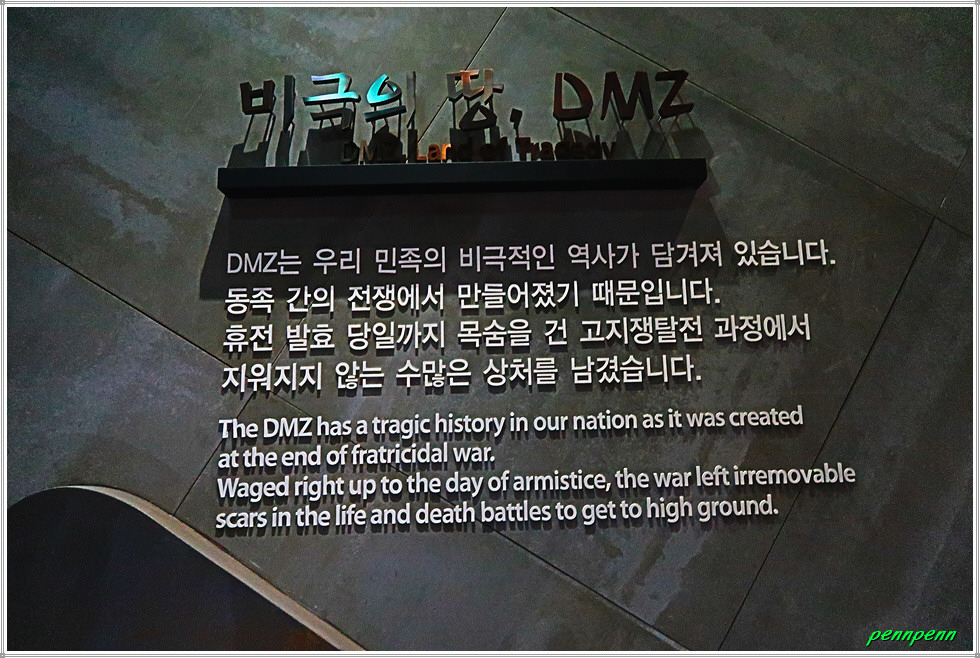 비극의 땅, DMZ
DMZ, Land of Tragedy
DMZ는 우리 민족의 비극적인 역사가 담겨져 있습니다.
동족 간의 전쟁에서 만들어졌기 때문입니다.
휴전 발효 당일까지 목숨을 건 고지쟁탈전 과정에서
지워지지 않는 수많은 상처를 남겼습니다.
The DMZ has a tragic history in our nation as it was created
at the end of fratricidal war.
Waged right up to the day of armistice, the war left irremovable
scars in the life and death battles to get to high ground.
pennpenn